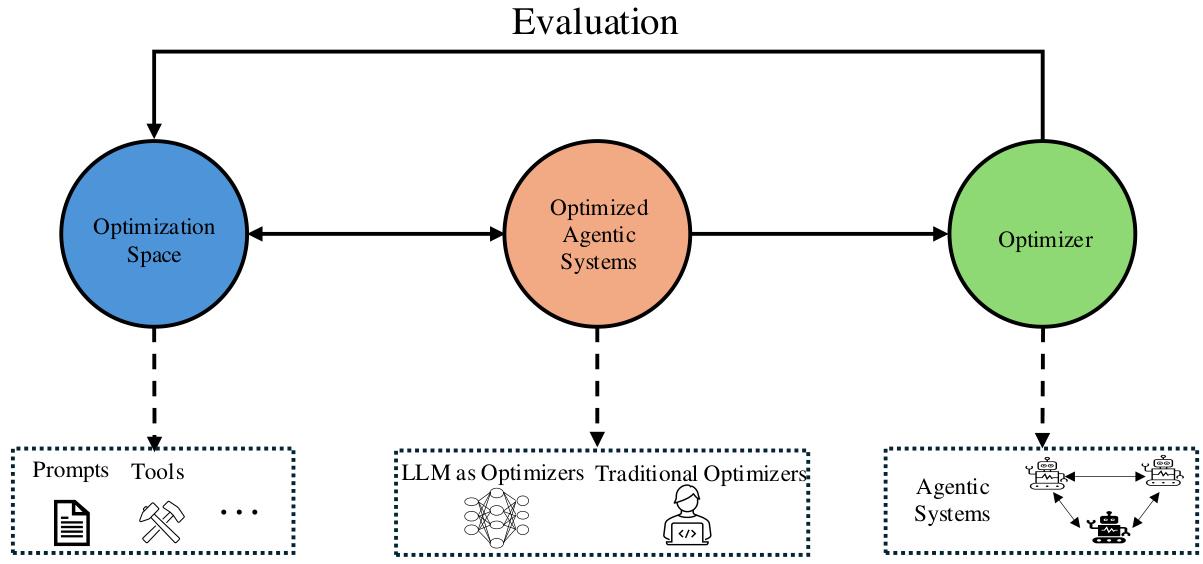 Evaluation
Optimization
Space
Optimized
Agentic
Systems
Optimizer
Prompts
Tools
...
LLM as Optimizers
Traditional Optimizers
</>
Agentic
Systems